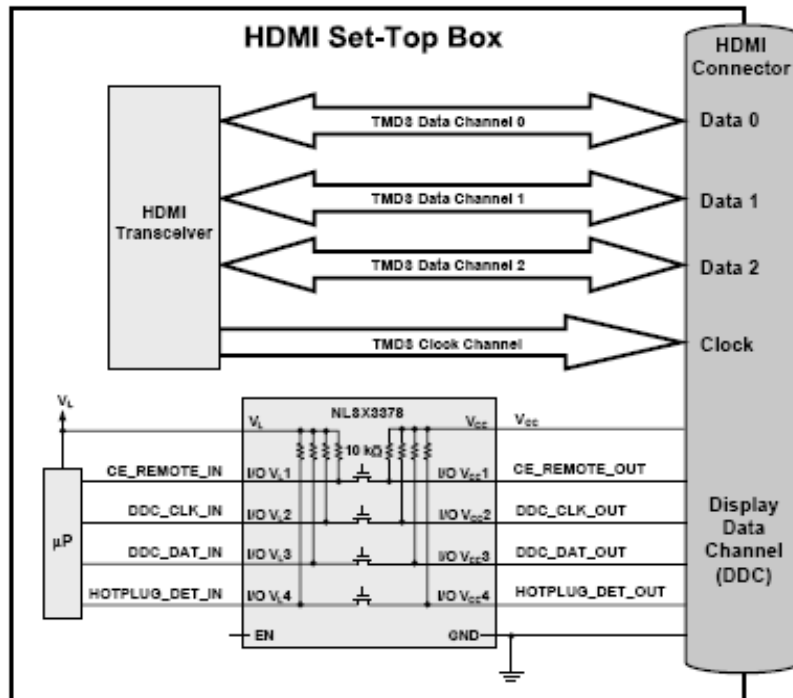 HDMI Set-Top Box
HDMI
Connector
TMDS Data Channel 0
Data 0
HDMI
Transceiver
TMDS Data Channel 1
Data 1
TMDS Data Channel 2
Data 2
TMDS Clock Channel
Clock
VL
NLSX3378
VL
VCC
VCC
10 kΩ
CE_REMOTE_IN
I/O VL1
I/O VCC1
CE_REMOTE_OUT
µP
DDC_CLK_IN
I/O VL2
I/O VCC2
DDC_CLK_OUT
DDC_DAT_IN
I/O VL3
I/O VCC3
DDC_DAT_OUT
HOTPLUG_DET_IN
I/O VL4
I/O VCC4
HOTPLUG_DET_OUT
Display
Data
Channel
(DDC)
EN
GND